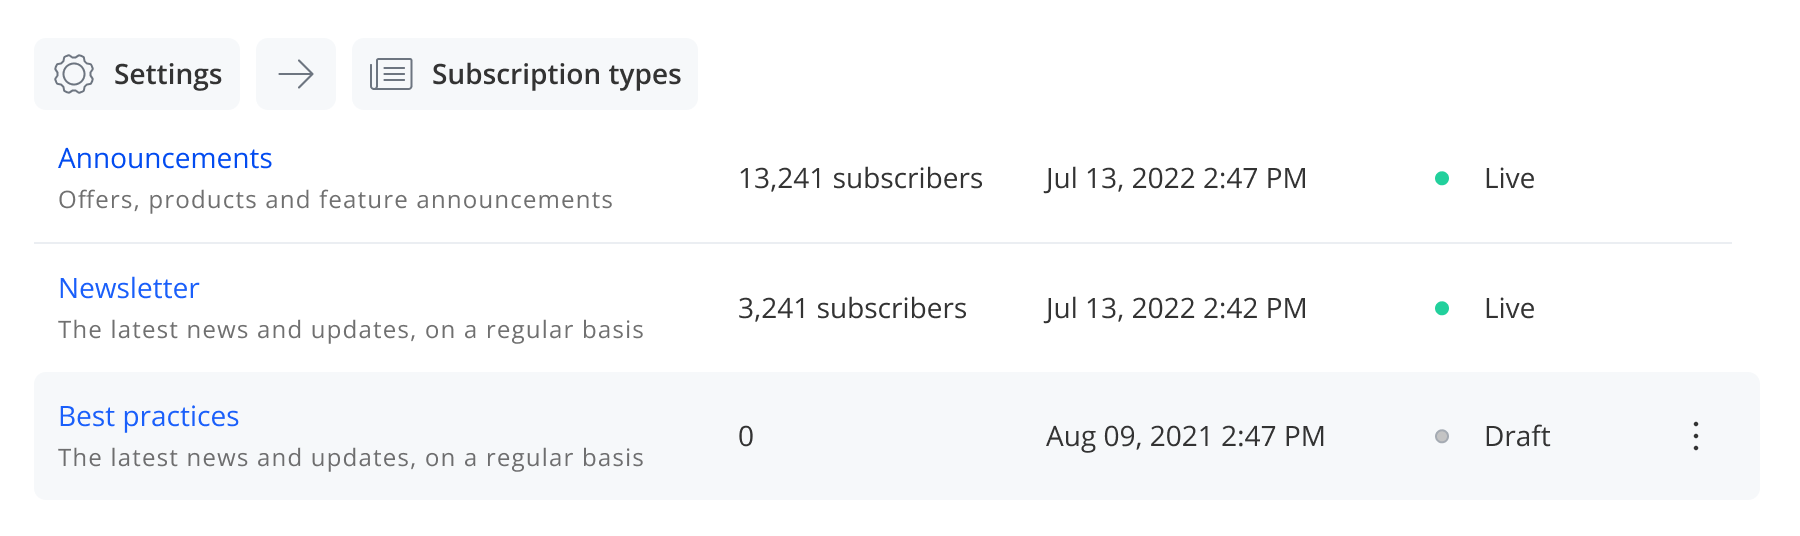 Settings
Subscription types
Announcements
Offers, products and feature announcements
13,241 subscribers
Jul 13, 2022 2:47 PM
Live
Newsletter
The latest news and updates, on a regular basis
3,241 subscribers
Jul 13, 2022 2:42 PM
Live
Best practices
The latest news and updates, on a regular basis
0
Aug 09, 2021 2:47 PM
Draft